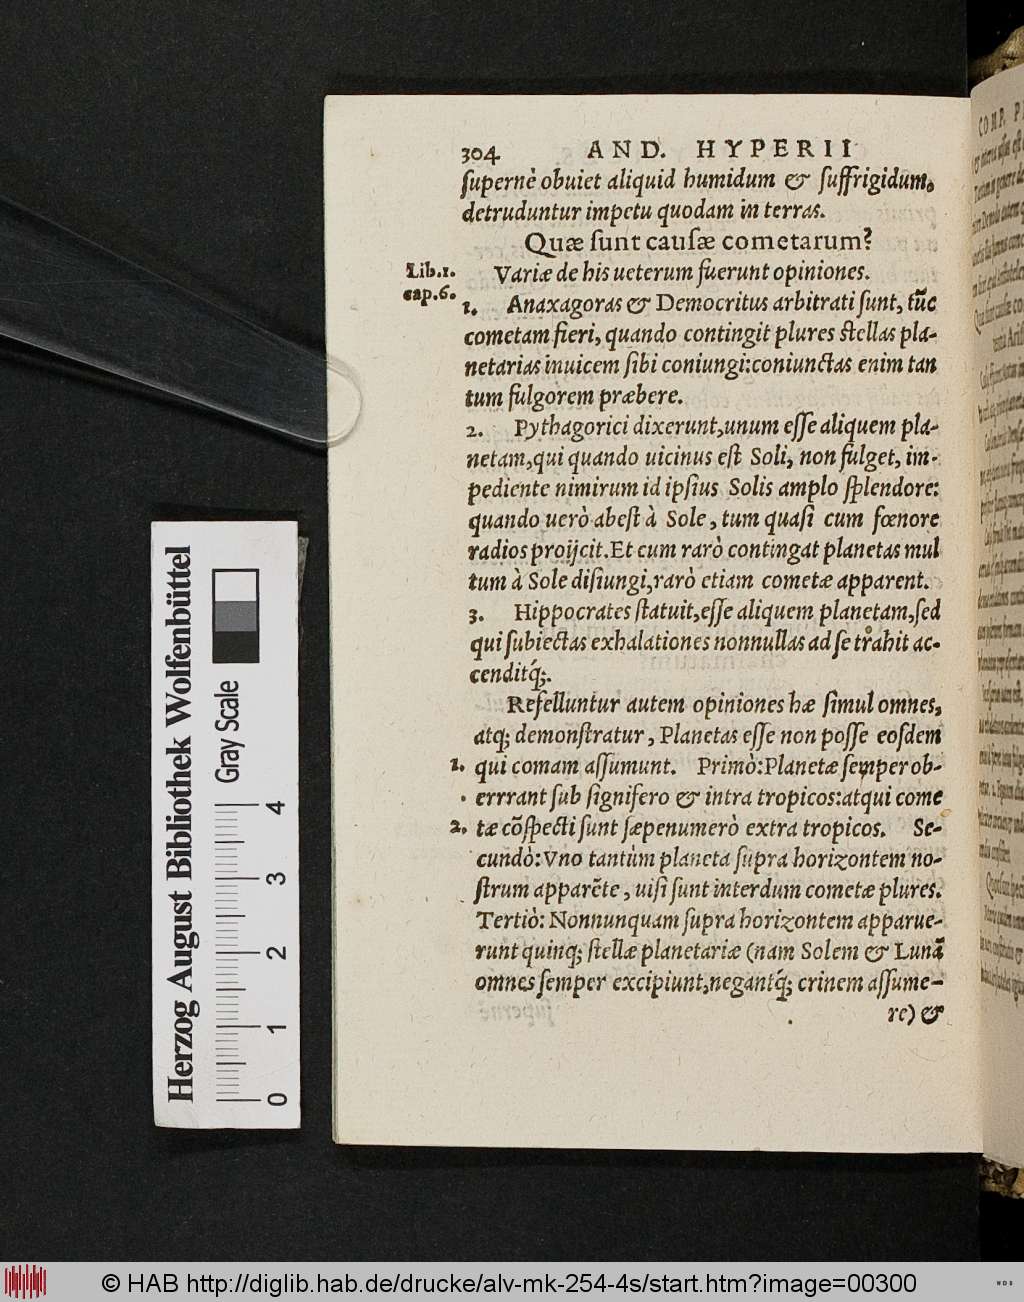 304 AND. HYPERII
ſupernè obuiet aliquid humidum & ſuffrigidum,
detruduntur impetu quodam in terras.
Quæ ſunt cauſæ cometarum?
Lib.1.
cap.6.
Variæ de his ueterum fuerunt opiniones.
1. Anaxagoras & Democritus arbitrati ſunt, tũc
cometam fieri, quando contingit plures ſtellas pla-
netarias inuicem ſibi coniungi:coniunctas enim tan
tum fulgorem præbere.
2. Pythagorici dixerunt,unum eſſe aliquem pla-
netam,qui quando uicinus eſt Soli, non fulget, im-
pediente nimirum id ipſius Solis amplo ſplendore:
quando uerò abeſt à Sole, tum quaſi cum fœnore
radios proijcit.Et cum rarò contingat planetas mul
tum à Sole diſiungi,rarò etiam cometæ apparent.
3. Hippocrates ſtatuit,eſſe aliquem planetam,ſed
qui ſubiectas exhalationes nonnullas ad ſe trahit ac-
cenditq́;.
Refelluntur autem opiniones hæ ſimul omnes,
atq; demonſtratur, Planetas eſſe non poſſe eoſdem
1. qui comam aſſumunt. Primò:Planetæ ſemper ob-
errrant ſub ſignifero & intra tropicos:atqui come
2. tæ cõſpecti ſunt ſæpenumerò extra tropicos. Se-
cundò:Vno tantùm planeta ſupra horizontem no-
ſtrum apparẽte, uiſi ſunt interdum cometæ plures.
Tertiò: Nonnunquam ſupra horizontem apparue-
runt quinq; ſtellæ planetariæ (nam Solem & Lunã
omnes ſemper excipiunt,negantq́; crinem aſſume-
re) &
Herzog August Bibliothek Wolfenbüttel
Gray Scale
0 1 2 3 4
© HAB http://diglib.hab.de/drucke/alv-mk-254-4s/start.htm?image=00300